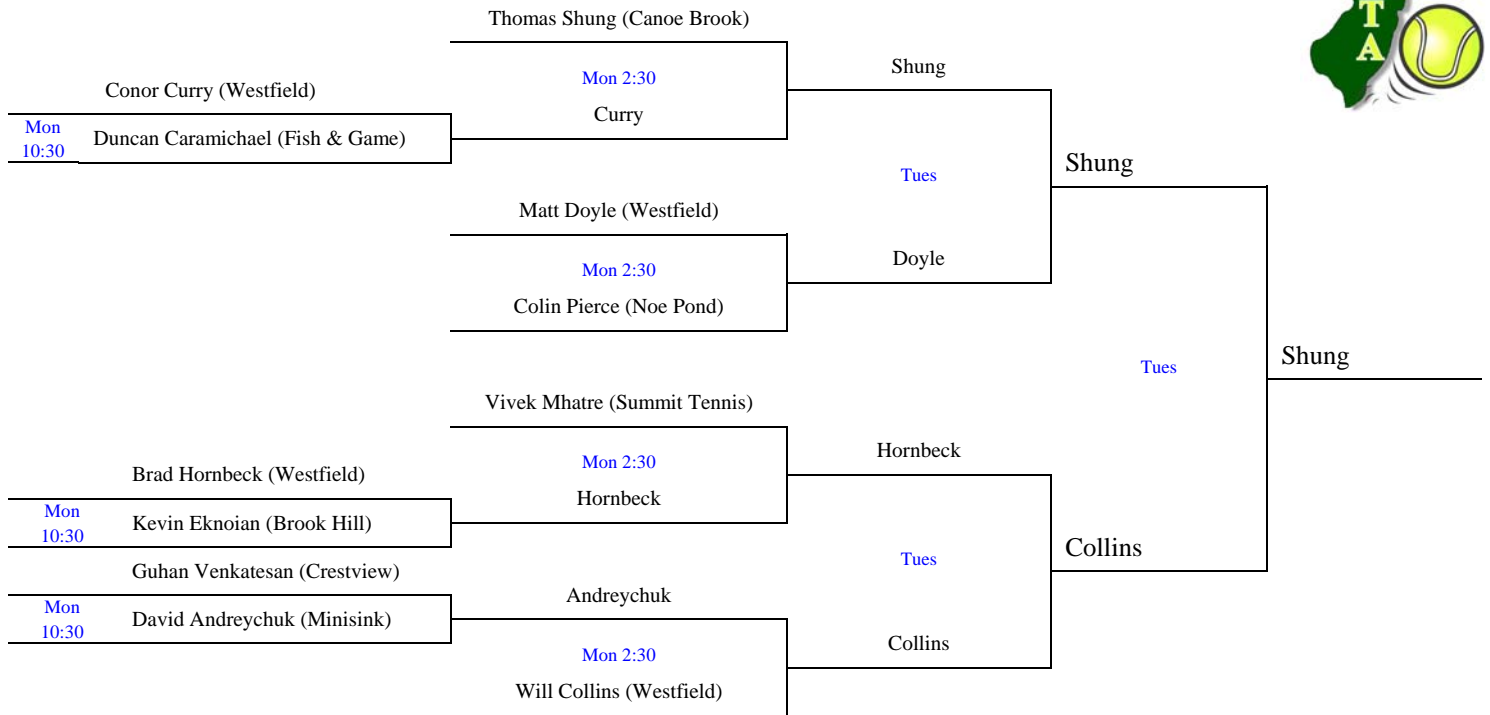 T
A
Thomas Shung (Canoe Brook)
Mon 2:30
Shung
Conor Curry (Westfield)
Curry
Mon
10:30
Duncan Caramichael (Fish & Game)
Shung
Tues
Matt Doyle (Westfield)
Mon 2:30
Doyle
Colin Pierce (Noe Pond)
Shung
Tues
Vivek Mhatre (Summit Tennis)
Hornbeck
Mon 2:30
Brad Hornbeck (Westfield)
Hornbeck
Mon
10:30
Kevin Eknoian (Brook Hill)
Collins
Tues
Guhan Venkatesan (Crestview)
Andreychuk
Mon
10:30
David Andreychuk (Minisink)
Collins
Mon 2:30
Will Collins (Westfield)